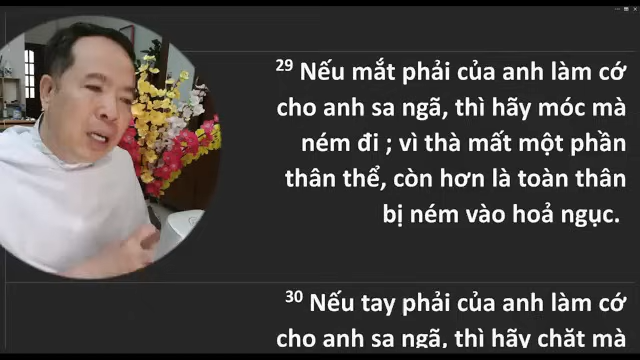 29 Nếu mắt phải của anh làm cớ
cho anh sa ngã, thì hãy móc mà
ném đi ; vì thà mất một phần
thân thể, còn hơn là toàn thân
bị ném vào hoả ngục.
30 Nếu tay phải của anh làm cớ
cho anh sa ngã, thì hãy chặt mà